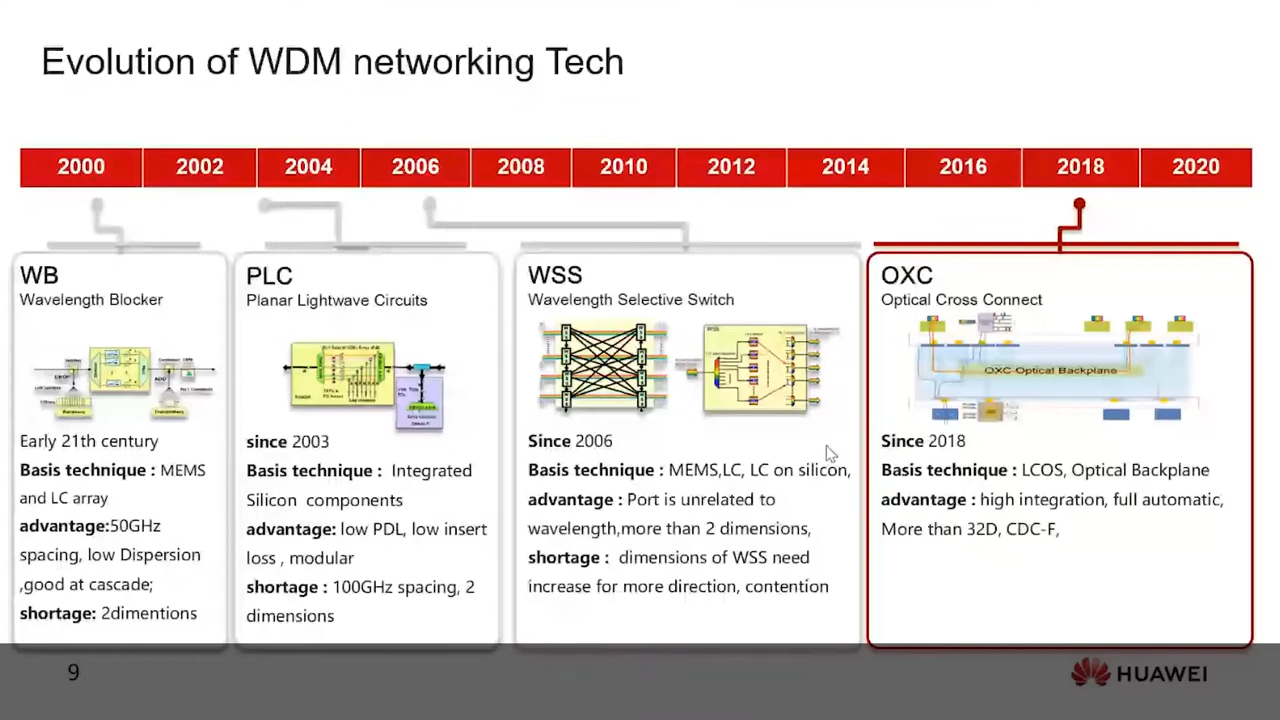 Evolution of WDM networking Tech
2000 2002 2004 2006 2008 2010 2012 2014 2016 2018 2020
WB
Wavelength Blocker
Early 21th century
Basis technique : MEMS
and LC array
advantage:50GHz
spacing, low Dispersion
,good at cascade;
shortage: 2dimentions
PLC
Planar Lightwave Circuits
since 2003
Basis technique : Integrated
Silicon components
advantage: low PDL, low insert
loss , modular
shortage : 100GHz spacing, 2
dimensions
WSS
Wavelength Selective Switch
WSS
Since 2006
Basis technique : MEMS,LC, LC on silicon,
advantage : Port is unrelated to
wavelength,more than 2 dimensions,
shortage : dimensions of WSS need
increase for more direction, contention
OXC
Optical Cross Connect
OXC Optical Backplane
Since 2018
Basis technique : LCOS, Optical Backplane
advantage : high integration, full automatic,
More than 32D, CDC-F,
9
HUAWEI